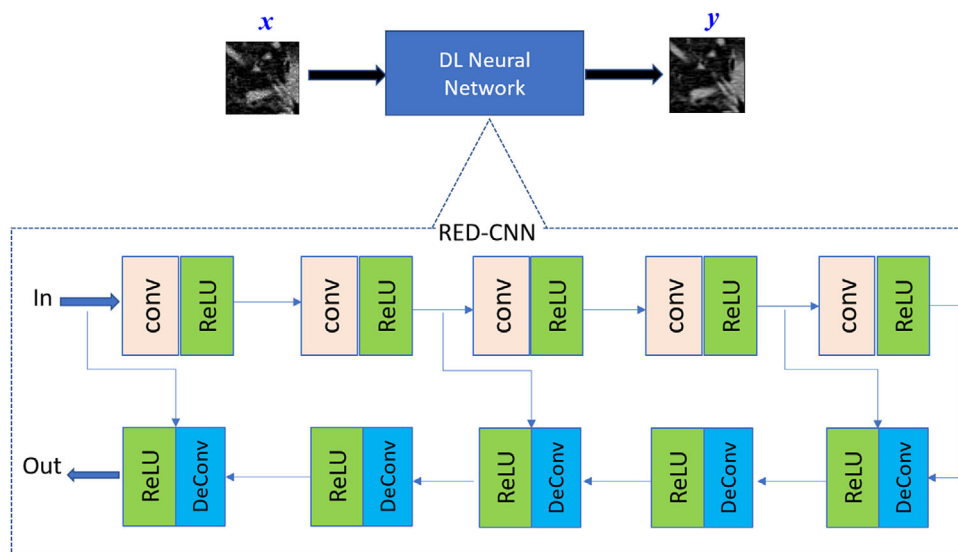 x
y
DL Neural
Network
RED-CNN
In
conv
ReLU
conv
ReLU
conv
ReLU
conv
ReLU
conv
ReLU
Out
ReLU
DeConv
ReLU
DeConv
ReLU
DeConv
ReLU
DeConv
ReLU
DeConv